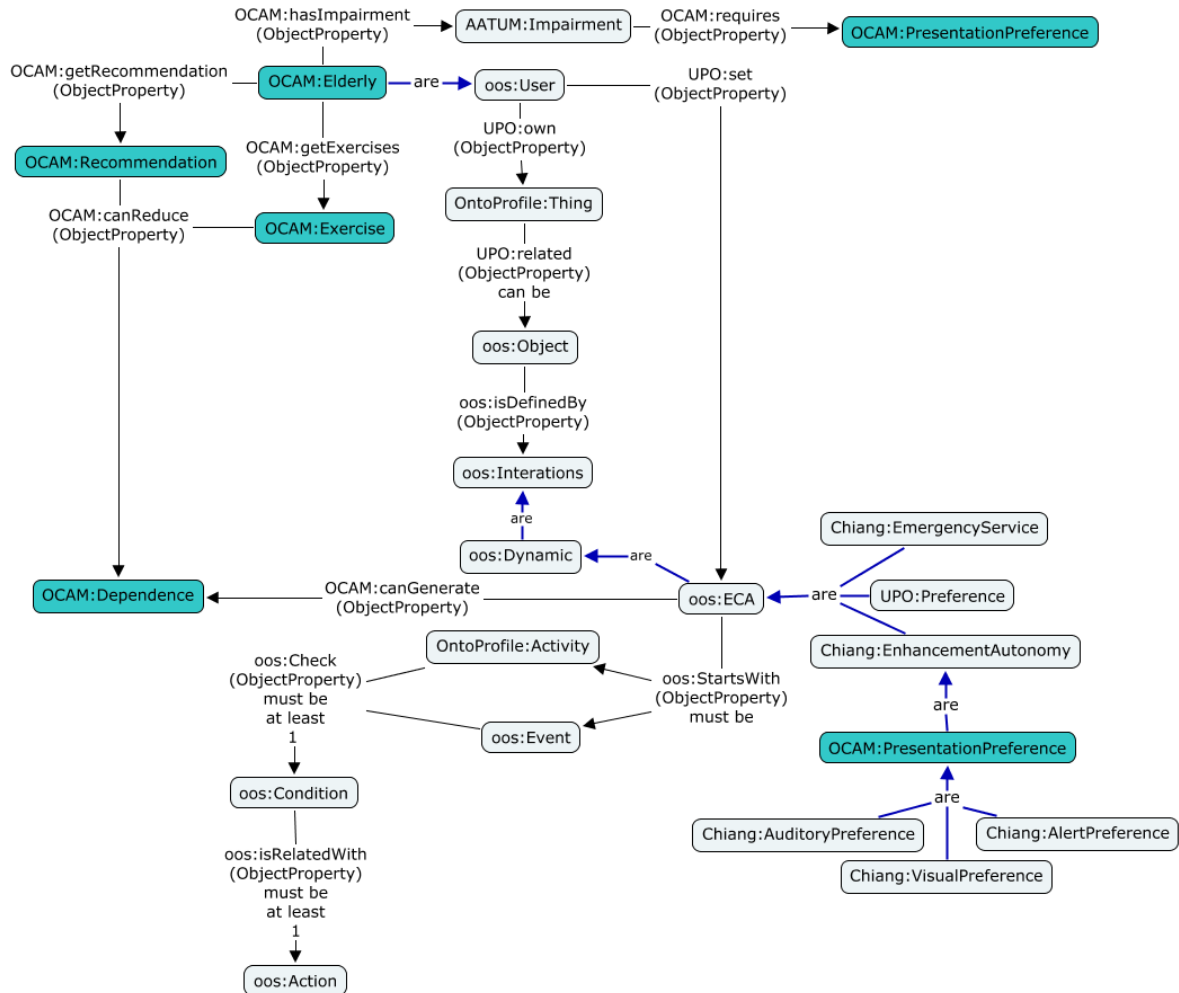 OCAM:hasImpairment
(ObjectProperty)
AATUM:Impairment
OCAM:requires
(ObjectProperty)
OCAM:PresentationPreference
OCAM:getRecommendation
(ObjectProperty)
OCAM:Elderly
are
oos:User
UPO:set
(ObjectProperty)
UPO:own
(ObjectProperty)
OCAM:getExercises
(ObjectProperty)
OCAM:Recommendation
OntoProfile:Thing
OCAM:canReduce
(ObjectProperty)
OCAM:Exercise
UPO:related
(ObjectProperty)
can be
oos:Object
oos:isDefinedBy
(ObjectProperty)
oos:Interations
are
Chiang:EmergencyService
oos:Dynamic
are
OCAM:Dependence
OCAM:canGenerate
(ObjectProperty)
oos:ECA
are
UPO:Preference
OntoProfile:Activity
Chiang:EnhancementAutonomy
oos:Check
(ObjectProperty)
must be
at least
1
oos:StartsWith
(ObjectProperty)
must be
are
oos:Event
OCAM:PresentationPreference
oos:Condition
are
Chiang:AuditoryPreference
Chiang:AlertPreference
Chiang:VisualPreference
oos:isRelatedWith
(ObjectProperty)
must be
at least
1
oos:Action